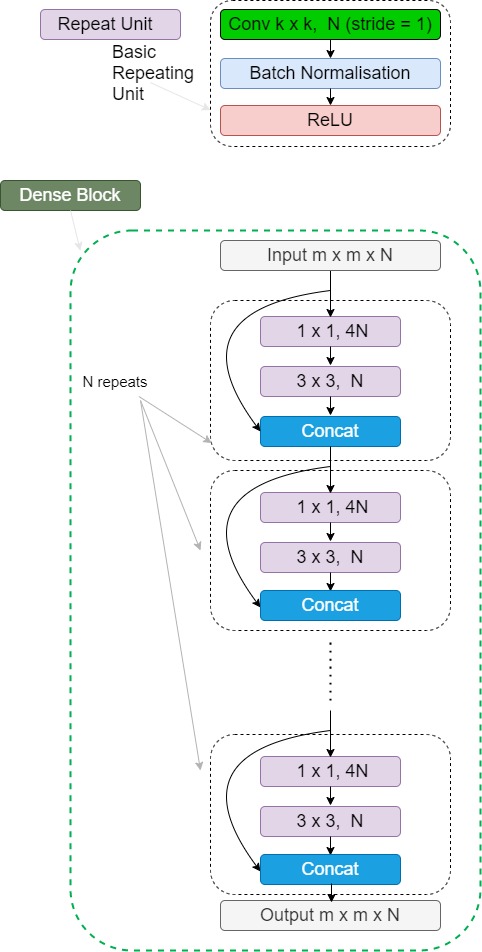 Repeat Unit
Conv k x k,  N (stride = 1)
Basic
Repeating
Unit
Batch Normalisation
ReLU
Dense Block
Input m x m x N
1 x 1, 4N
3 x 3,  N
Concat
N repeats
1 x 1, 4N
3 x 3,  N
Concat
1 x 1, 4N
3 x 3,  N
Concat
Output m x m x N